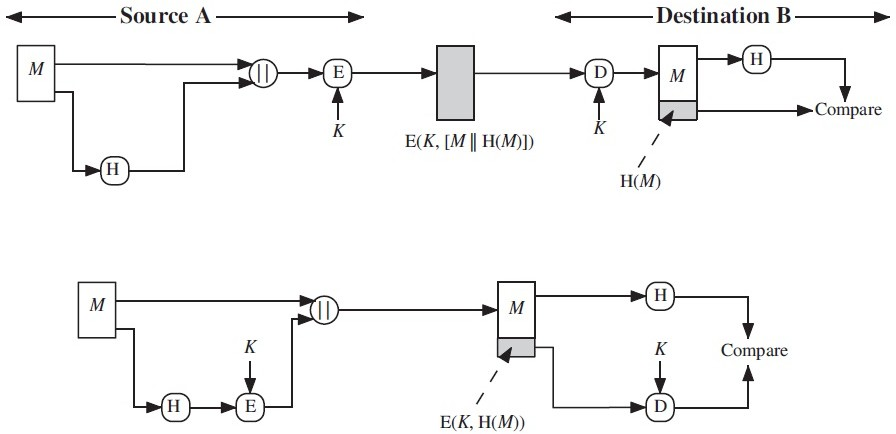 Source A
Destination B
M
||
E
D
M
H
K
K
Compare
E(K, [M || H(M)])
H
H(M)
M
||
M
H
K
K
Compare
H
E
D
E(K, H(M))